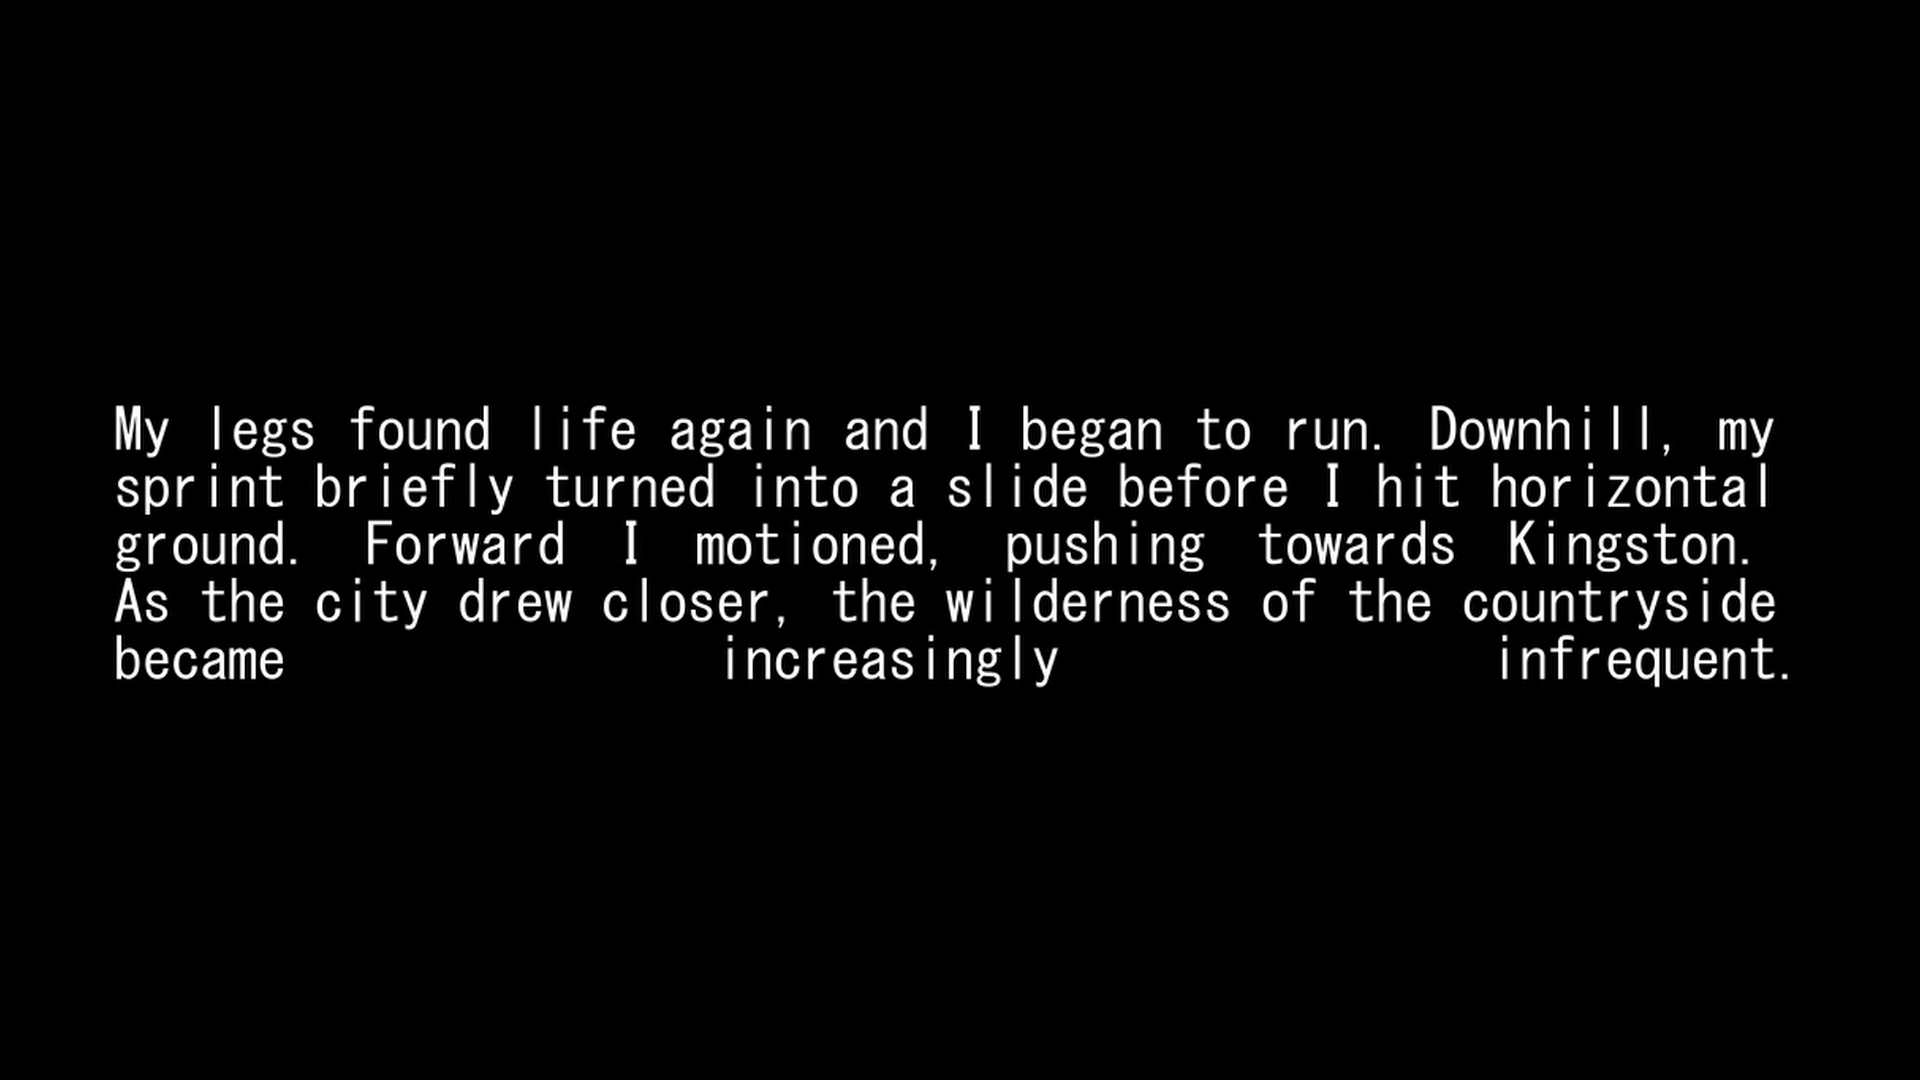 My legs found life again and I began to run. Downhill, my
sprint briefly turned into a slide before I hit horizontal
ground. Forward I motioned, pushing towards Kingston.
As the city drew closer, the wilderness of the countryside
became increasingly infrequent.